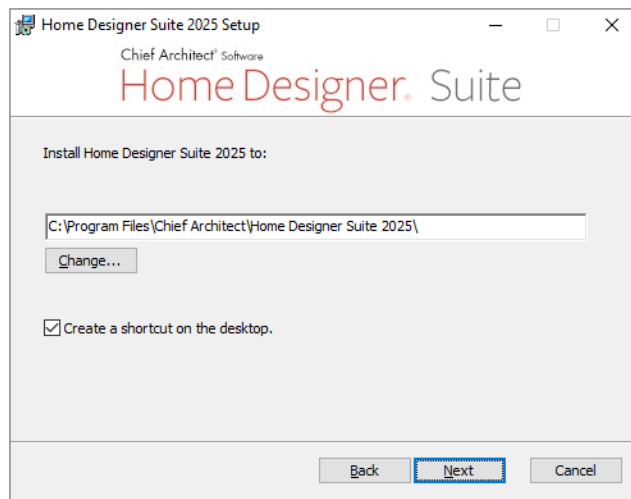 Home Designer Suite 2025 Setup
Chief Architect® Software
Home Designer® Suite
Install Home Designer Suite 2025 to:
C:\Program Files\Chief Architect\Home Designer Suite 2025\
Change...
Create a shortcut on the desktop.
Back Next Cancel